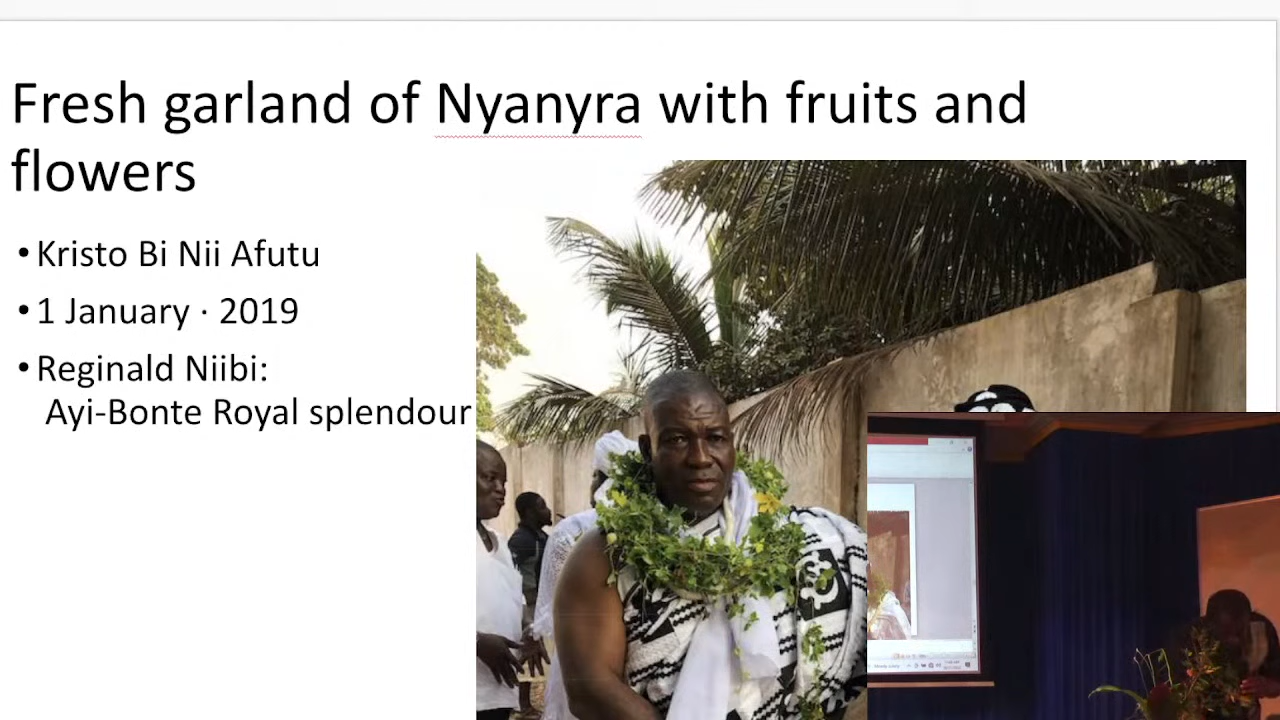 Fresh garland of Nyanyra with fruits and
flowers
• Kristo Bi Nii Afutu
• 1 January · 2019
• Reginald Niibi:
Ayi-Bonte Royal splendour